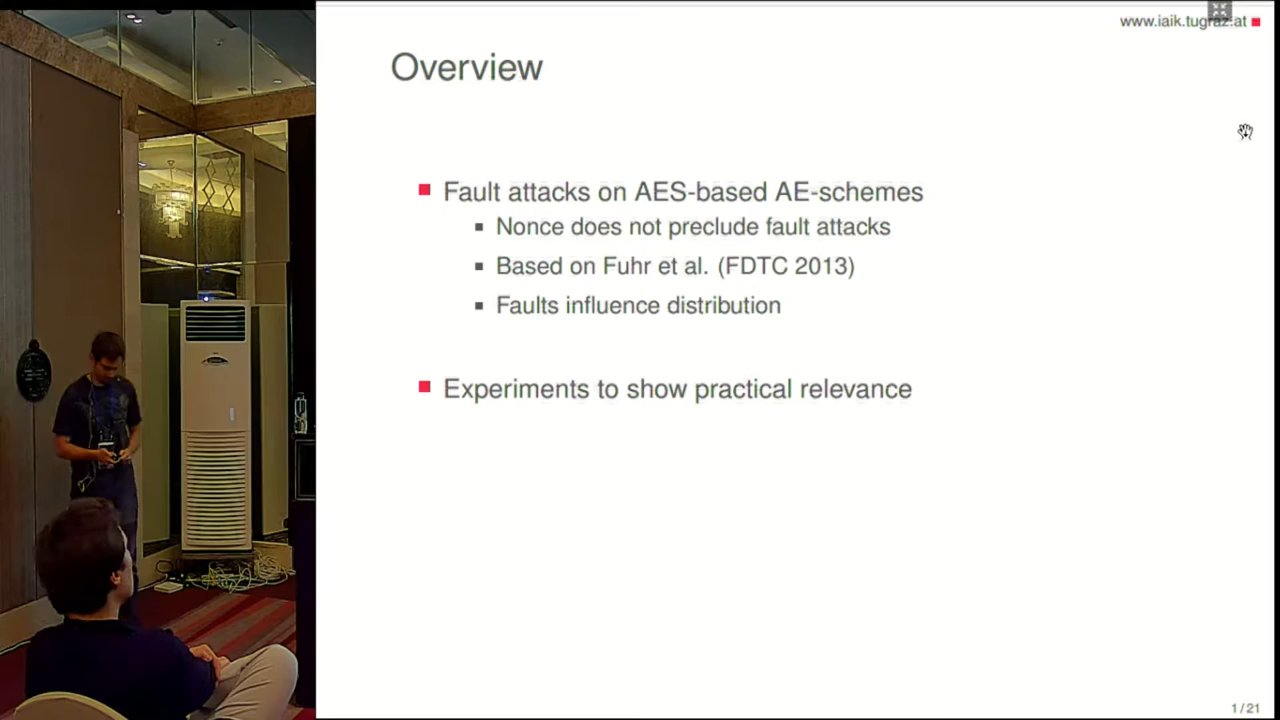 www.iaik.tugraz.at
Overview
Fault attacks on AES-based AE-schemes
Nonce does not preclude fault attacks
Based on Fuhr et al. (FDTC 2013)
Faults influence distribution
Experiments to show practical relevance
1 / 21